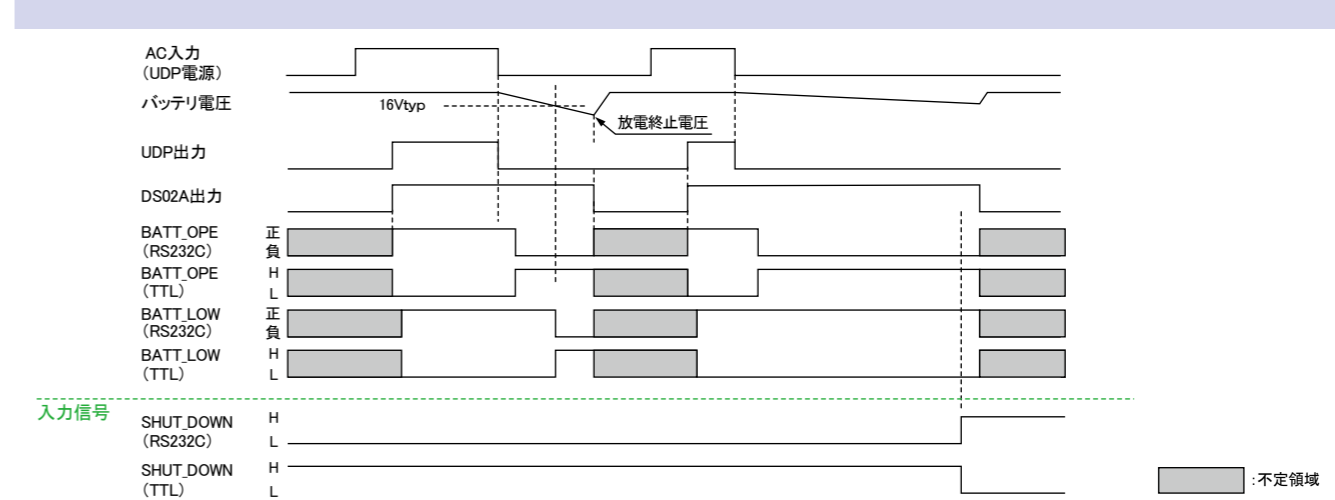 AC入力
(UDP電源)
バッテリ電圧
16Vtyp
放電終止電圧
UDP出力
DS02A出力
BATT_OPE 正
(RS232C) 負
BATT_OPE H
(TTL) L
BATT_LOW 正
(RS232C) 負
BATT_LOW H
(TTL) L
入力信号
SHUT_DOWN H
(RS232C) L
SHUT_DOWN H
(TTL) L
:不定領域